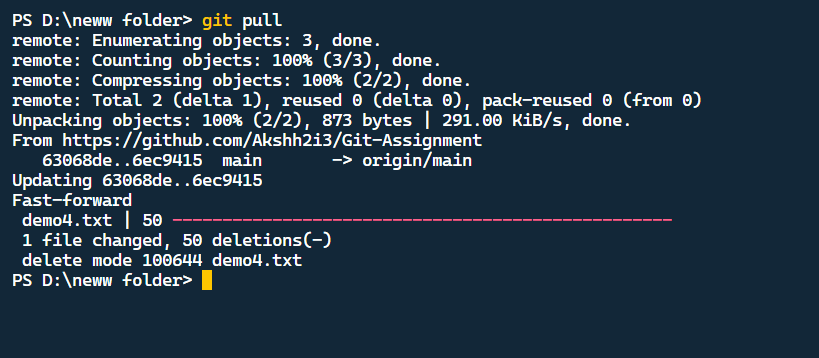 PS D:\neww folder> git pull
remote: Enumerating objects: 3, done.
remote: Counting objects: 100% (3/3), done.
remote: Compressing objects: 100% (2/2), done.
remote: Total 2 (delta 1), reused 0 (delta 0), pack-reused 0 (from 0)
Unpacking objects: 100% (2/2), 873 bytes | 291.00 KiB/s, done.
From https://github.com/Akshh2i3/Git-Assignment
   63068de..6ec9415  main       -> origin/main
Updating 63068de..6ec9415
Fast-forward
 demo4.txt | 50 --------------------------------------------------
 1 file changed, 50 deletions(-)
 delete mode 100644 demo4.txt
PS D:\neww folder>